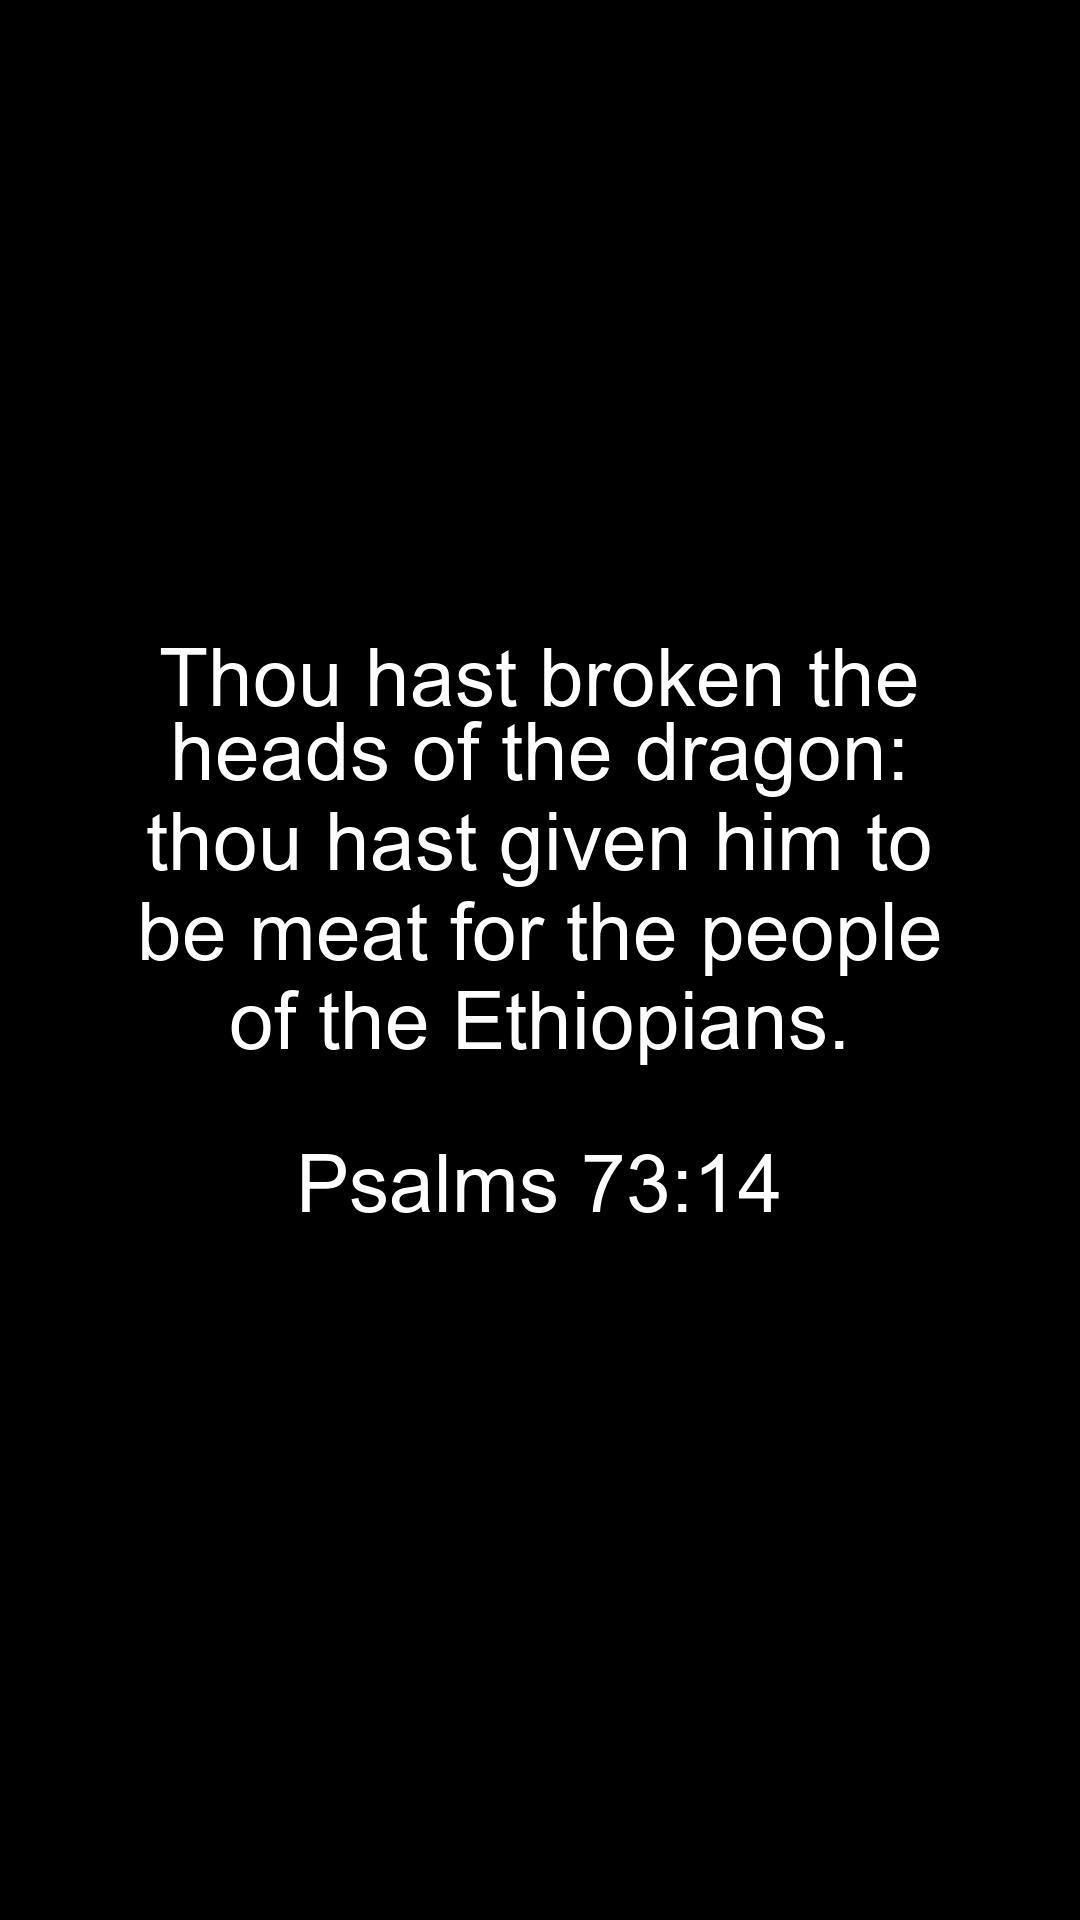 Thou hast broken the
heads of the dragon:
thou hast given him to
be meat for the people
of the Ethiopians.
Psalms 73:14